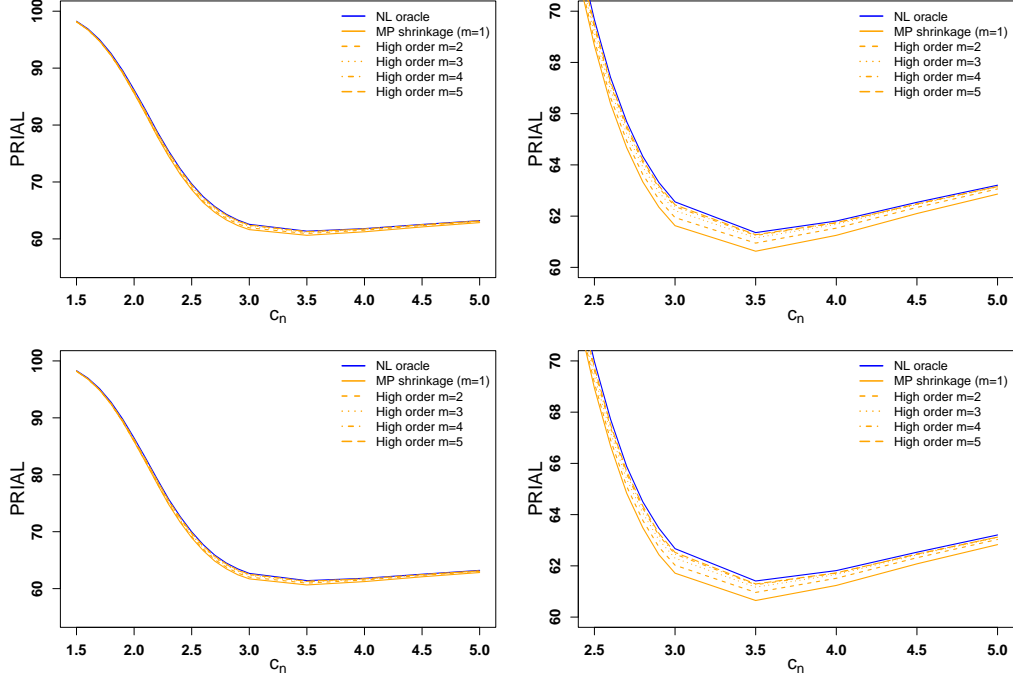 PRIAL
100
90
80
70
60
1.5 2.0 2.5 3.0 3.5 4.0 4.5 5.0
c_n
NL oracle
MP shrinkage (m=1)
High order m=2
High order m=3
High order m=4
High order m=5
PRIAL
70
68
66
64
62
60
2.5 3.0 3.5 4.0 4.5 5.0
c_n
NL oracle
MP shrinkage (m=1)
High order m=2
High order m=3
High order m=4
High order m=5
PRIAL
100
90
80
70
60
1.5 2.0 2.5 3.0 3.5 4.0 4.5 5.0
c_n
NL oracle
MP shrinkage (m=1)
High order m=2
High order m=3
High order m=4
High order m=5
PRIAL
70
68
66
64
62
60
2.5 3.0 3.5 4.0 4.5 5.0
c_n
NL oracle
MP shrinkage (m=1)
High order m=2
High order m=3
High order m=4
High order m=5